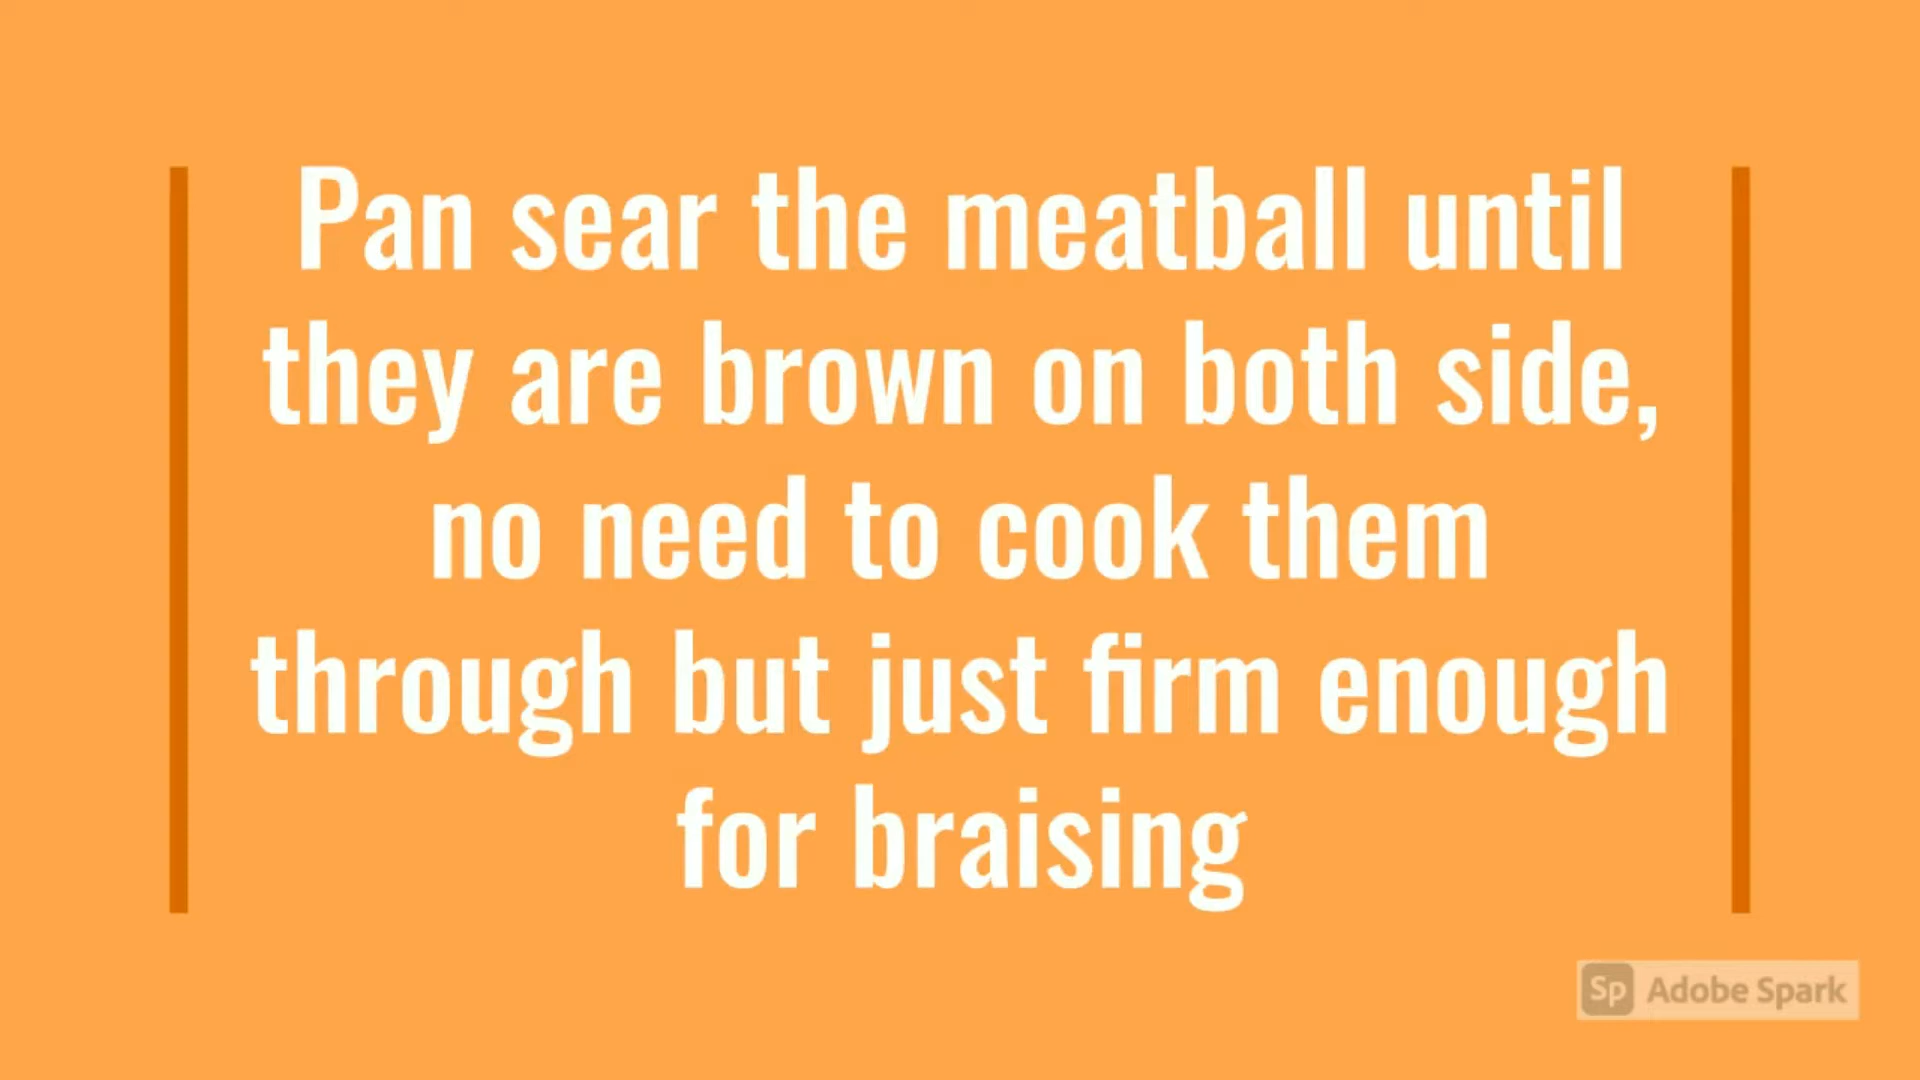 Pan sear the meatball until
they are brown on both side,
no need to cook them
through but just firm enough
for braising
Sp Adobe Spark